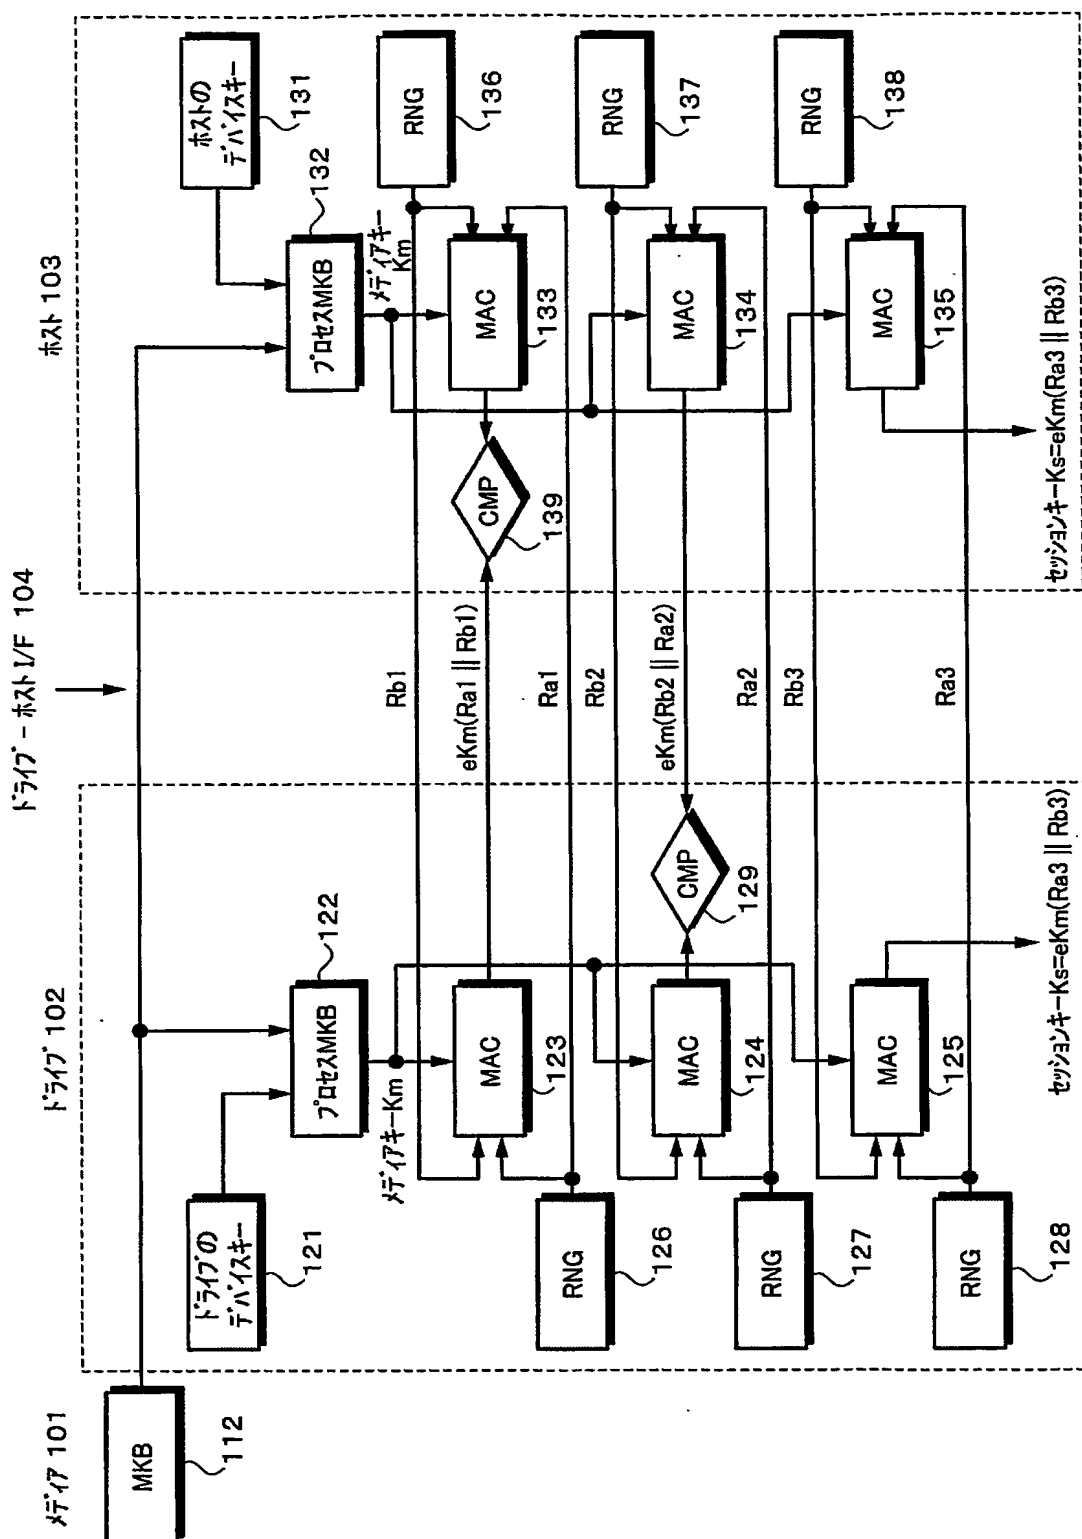 メディア 101
MKB
112
ドライブ 102
ドライブの
デバイスキー
121
プロセスMKB
122
メディアキーKm
MAC
123
MAC
124
MAC
125
RNG
126
RNG
127
RNG
128
CMP
129
セッションキーKs=eKm(Ra3 || Rb3)
ドライブ - ホスト I/F 104
Rb1
eKm(Ra1 || Rb1)
Ra1
Rb2
eKm(Rb2 || Ra2)
Ra2
Rb3
Ra3
ホスト 103
ホストの
デバイスキー
131
プロセスMKB
132
メディアキー
Km
MAC
133
MAC
134
MAC
135
RNG
136
RNG
137
RNG
138
CMP
139
セッションキーKs=eKm(Ra3 || Rb3)